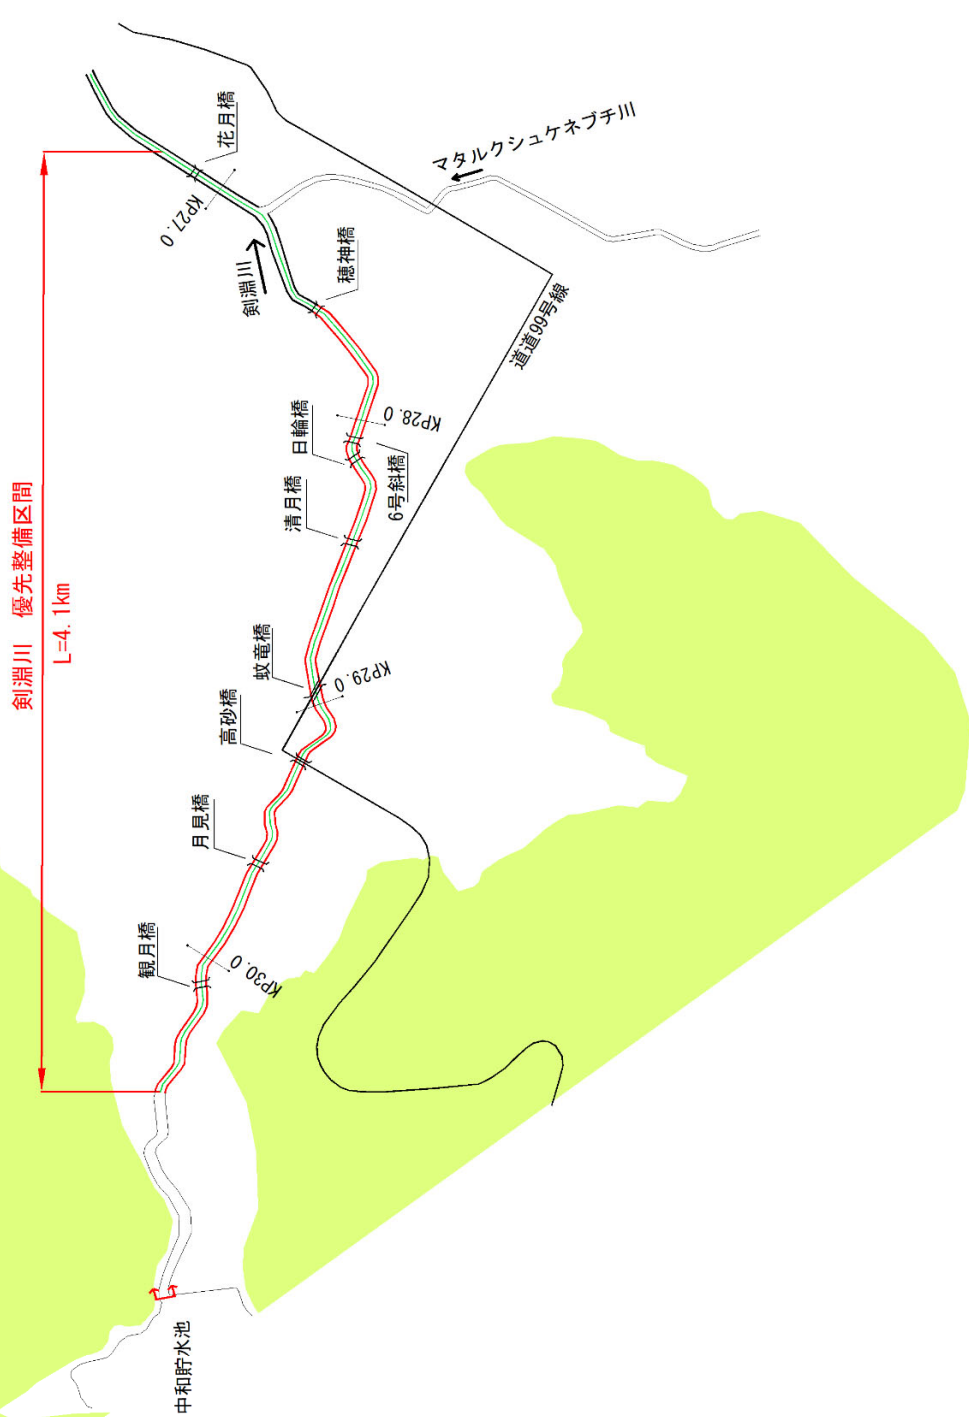 剣淵川　優先整備区間
L=4.1km
花月橋
マタルクシュケネブチ川
KP27.0
剣淵川
穂神橋
道道99号線
KP28.0
日輪橋
9号斜橋
清月橋
蚊竜橋
KP29.0
高砂橋
月見橋
観月橋
KP30.0
中和貯水池